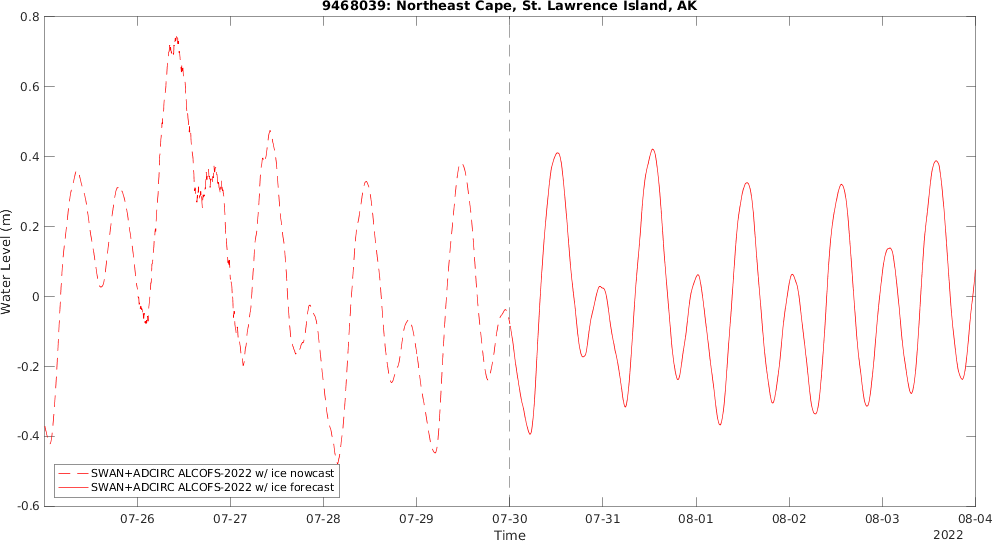 9468039: Northeast Cape, St. Lawrence Island, AK
0.8
0.6
0.4
0.2
0
-0.2
-0.4
-0.6
Water Level (m)
SWAN+ADCIRC ALCOFS-2022 w/ ice nowcast
SWAN+ADCIRC ALCOFS-2022 w/ ice forecast
07-26 07-27 07-28 07-29 07-30 07-31 08-01 08-02 08-03 08-04
Time
2022